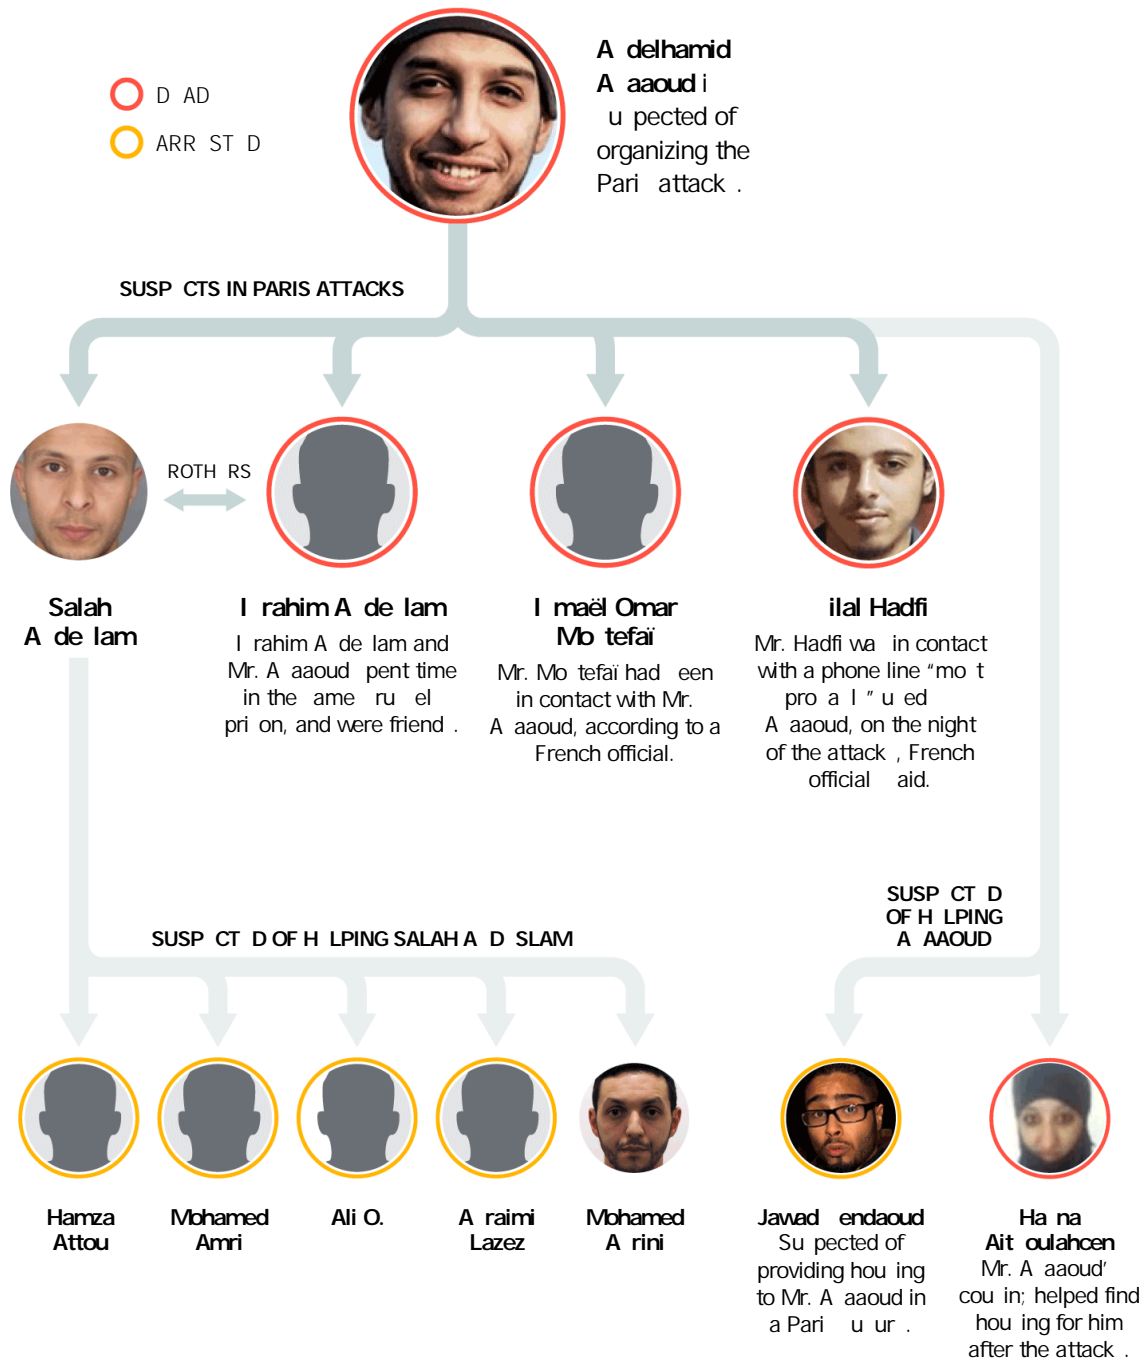 A delhamid
A aaoud i
u pected of
organizing the
Pari attack .
D AD
ARR ST D
SUSP CTS IN PARIS ATTACKS
ROTH RS
Salah
A de lam
I rahim A de lam
I rahim A de lam and
Mr. A aaoud pent time
in the ame ru el
pri on, and were friend .
I maël Omar
Mo tefaï
Mr. Mo tefaï had een
in contact with Mr.
A aaoud, according to a
French official.
ilal Hadfi
Mr. Hadfi wa in contact
with a phone line “mo t
pro a l ” u ed
A aaoud, on the night
of the attack , French
official aid.
SUSP CT D OF H LPING SALAH A D SLAM
SUSP CT D
OF H LPING
A AAOUD
Hamza
Attou
Mohamed
Amri
Ali O.
A raimi
Lazez
Mohamed
A rini
Jawad endaoud
Su pected of
providing hou ing
to Mr. A aaoud in
a Pari u ur .
Ha na
Ait oulahcen
Mr. A aaoud’
cou in; helped find
hou ing for him
after the attack .